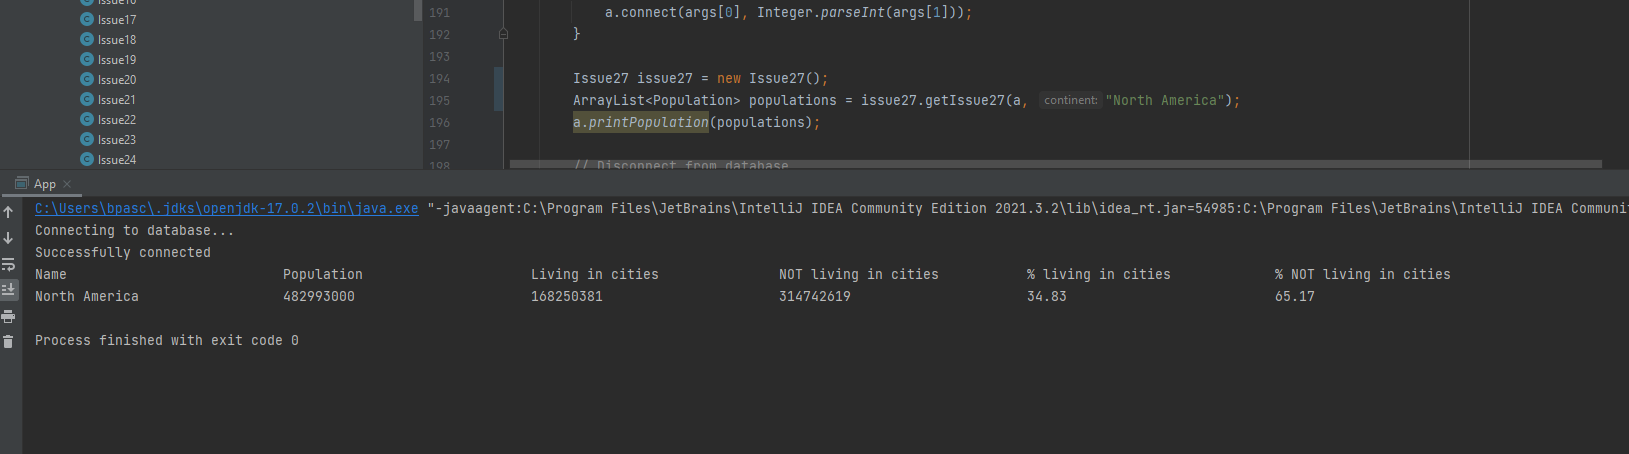 Issue16
Issue17
Issue18
Issue19
Issue20
Issue21
Issue22
Issue23
Issue24
191 a.connect(args[0], Integer.parseInt(args[1]));
192 }
193
194 Issue27 issue27 = new Issue27();
195 ArrayList<Population> populations = issue27.getIssue27(a, continent: "North America");
196 a.printPopulation(populations);
197
198 // Disconnect from database
App
C:\Users\bpasc\.jdks\openjdk-17.0.2\bin\java.exe "-javaagent:C:\Program Files\JetBrains\IntelliJ IDEA Community Edition 2021.3.2\lib\idea_rt.jar=54985:C:\Program Files\JetBrains\IntelliJ IDEA Communi
Connecting to database...
Successfully connected
Name Population Living in cities NOT living in cities % living in cities % NOT living in cities
North America 482993000 168250381 314742619 34.83 65.17
Process finished with exit code 0